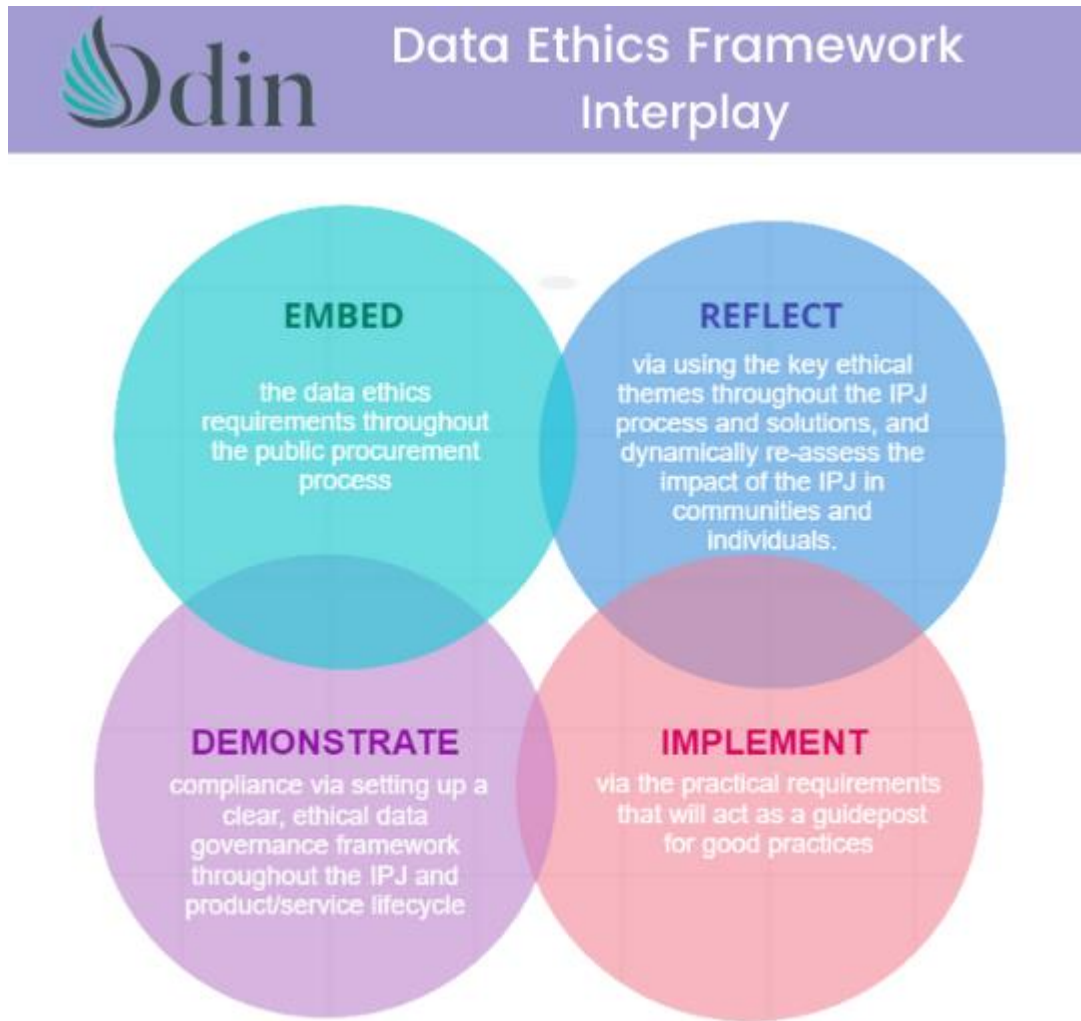 Odin
Data Ethics Framework
Interplay
EMBED
the data ethics
requirements throughout
the public procurement
process
REFLECT
via using the key ethical
themes throughout the IPJ
process and solutions, and
dynamically re-assess the
impact of the IPJ in
communities and
individuals.
DEMONSTRATE
compliance via setting up a
clear, ethical data
governance framework
throughout the IPJ and
product/service lifecycle
IMPLEMENT
via the practical requirements
that will act as a guidepost
for good practices